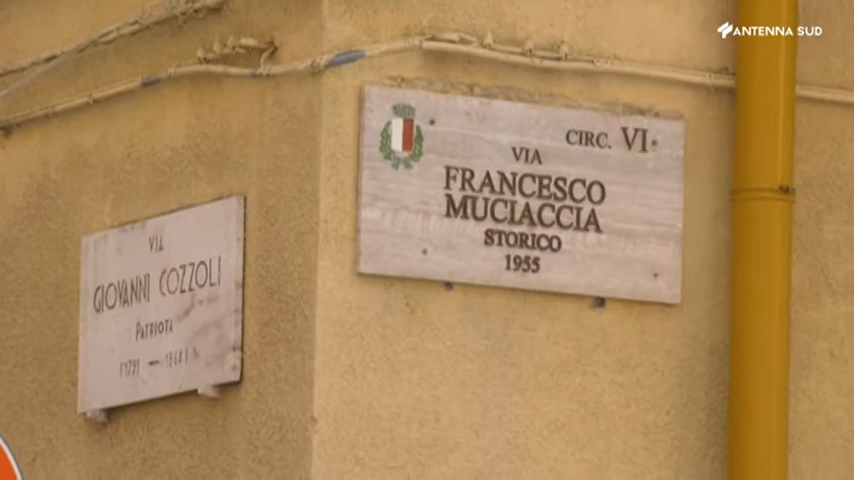 ANTENNA SUD
CIRC. VI
VIA
FRANCESCO
MUCIACCIA
STORICO
1955
VIA
GIOVANNI COZZOLI
PATRIOTA